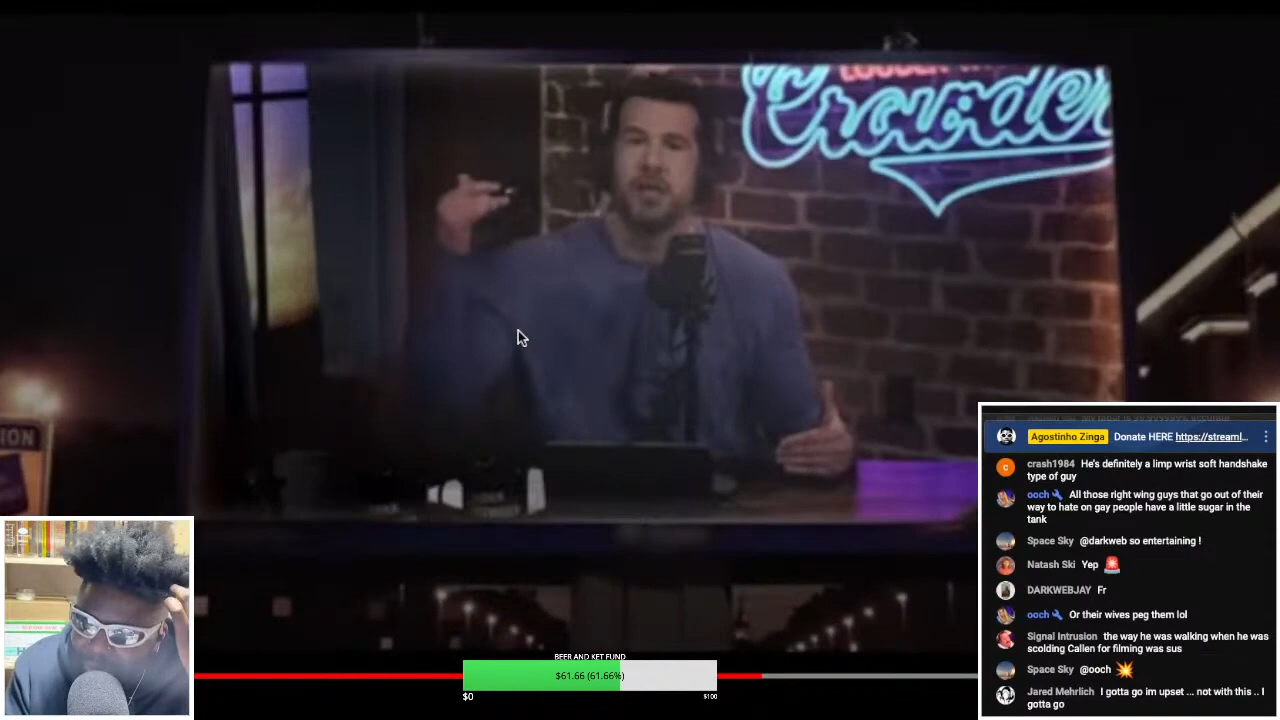 Crowder
ION
Agostinho Zinga Donate HERE https://streaml...
crash1984 He's definitely a limp wrist soft handshake
type of guy
ooch All those right wing guys that go out of their
way to hate on gay people have a little sugar in the
tank
Space Sky @darkweb so entertaining !
Natash Ski Yep
DARKWEBJAY Fr
ooch Or their wives peg them lol
Signal Intrusion the way he was walking when he was
scolding Callen for filming was sus
Space Sky @ooch
Jared Mehrlich I gotta go im upset ... not with this .. I
gotta go
BEER AND KET FUND
$61.66 (61.66%)
$0 $100